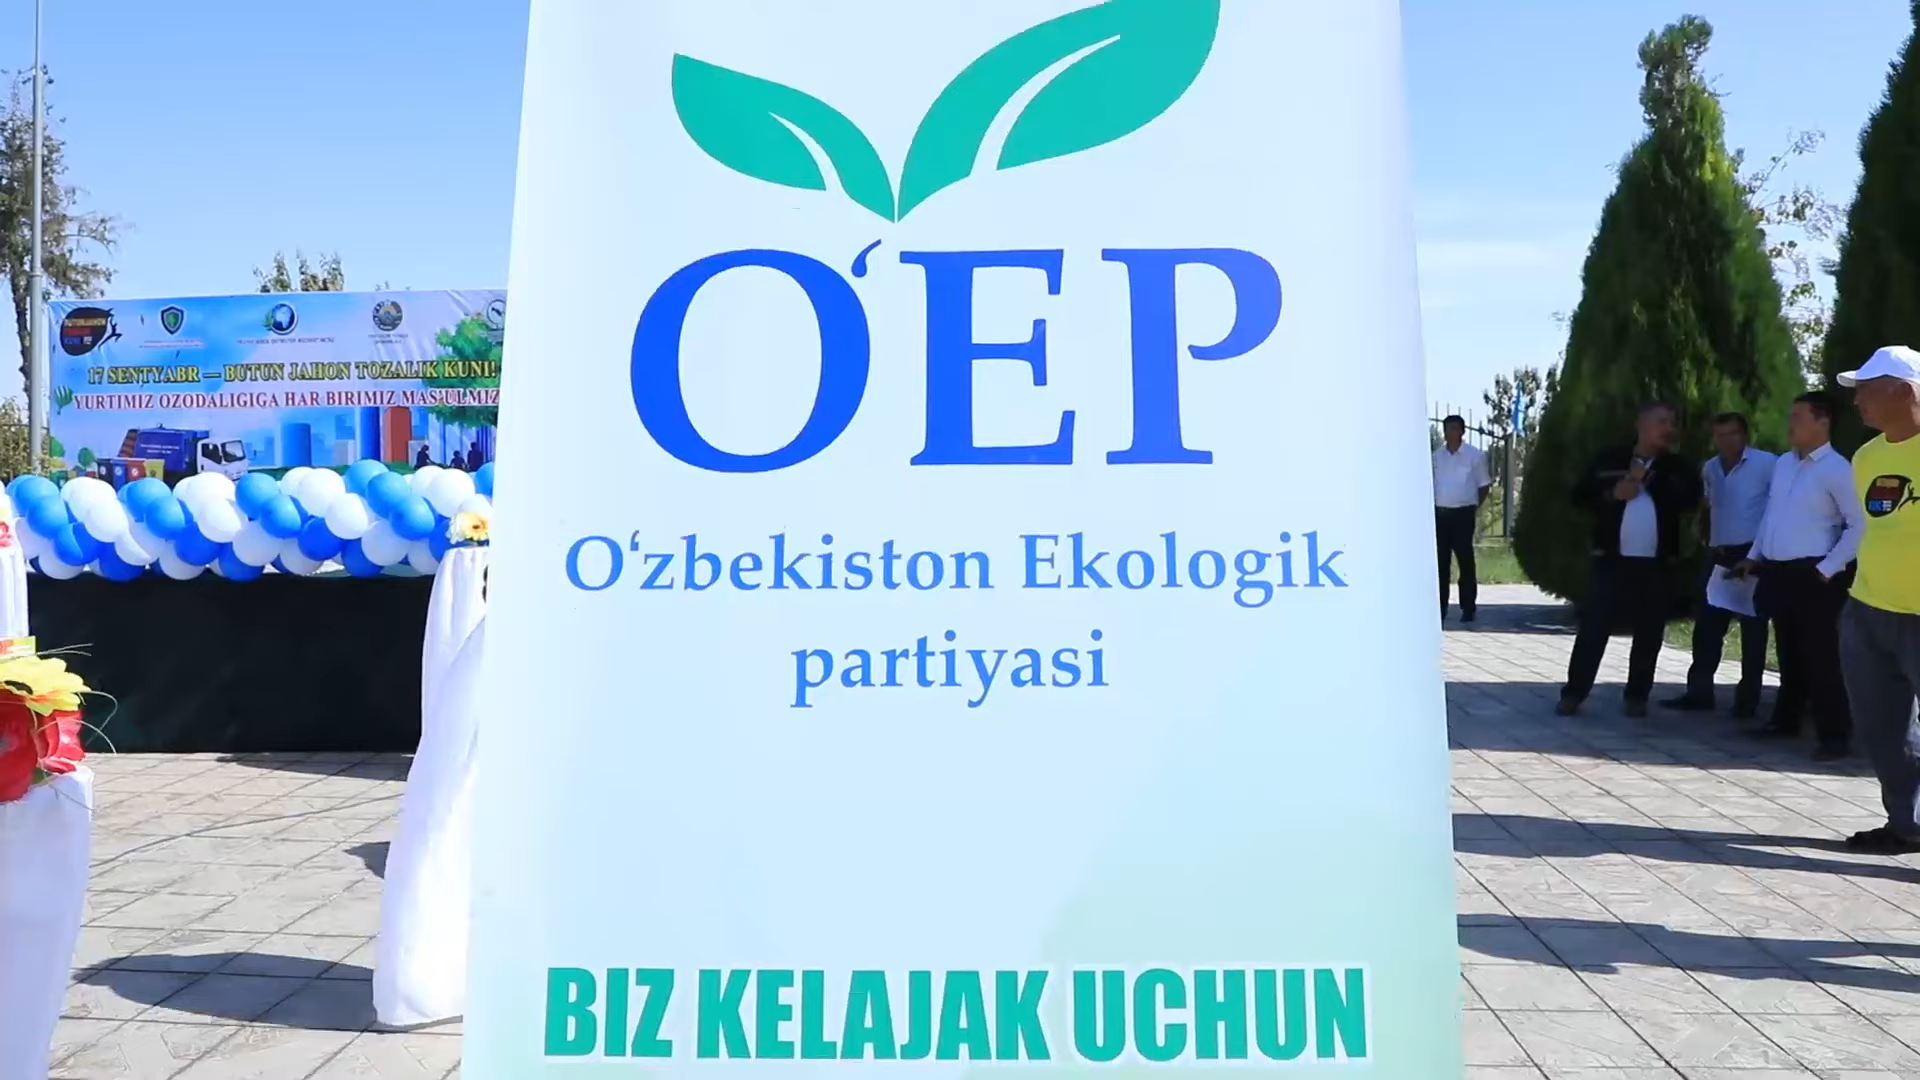 O‘EP
O‘zbekiston Ekologik
partiyasi
BIZ KELAJAK UCHUN
17 SENTYABR — BUTUN JAHON TOZALIK KUNI!
YURTIMIZ OZODALIGIGA HAR BIRIMIZ MAS'ULMIZ